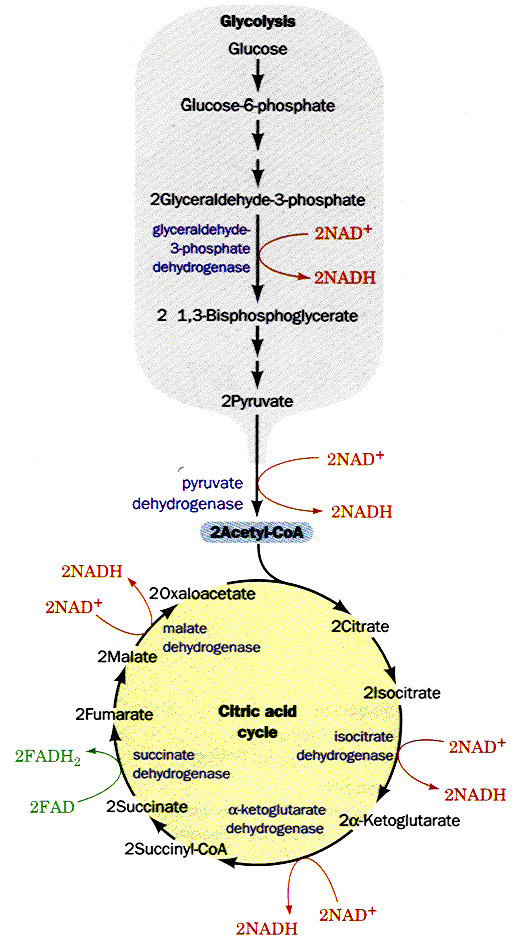 Glycolysis
Glucose
Glucose-6-phosphate
2Glyceraldehyde-3-phosphate
glyceraldehyde-
3-phosphate
dehydrogenase
2NAD⁺
2NADH
2 1,3-Bisphosphoglycerate
2Pyruvate
pyruvate
dehydrogenase
2NAD⁺
2NADH
2Acetyl-CoA
2NADH
2NAD⁺
2Oxaloacetate
malate
dehydrogenase
2Citrate
2Malate
2Isocitrate
2Fumarate
Citric acid
cycle
isocitrate
dehydrogenase
2NAD⁺
2NADH
2FADH₂
2FAD
succinate
dehydrogenase
2Succinate
α-ketoglutarate
dehydrogenase
2α-Ketoglutarate
2Succinyl-CoA
2NADH
2NAD⁺